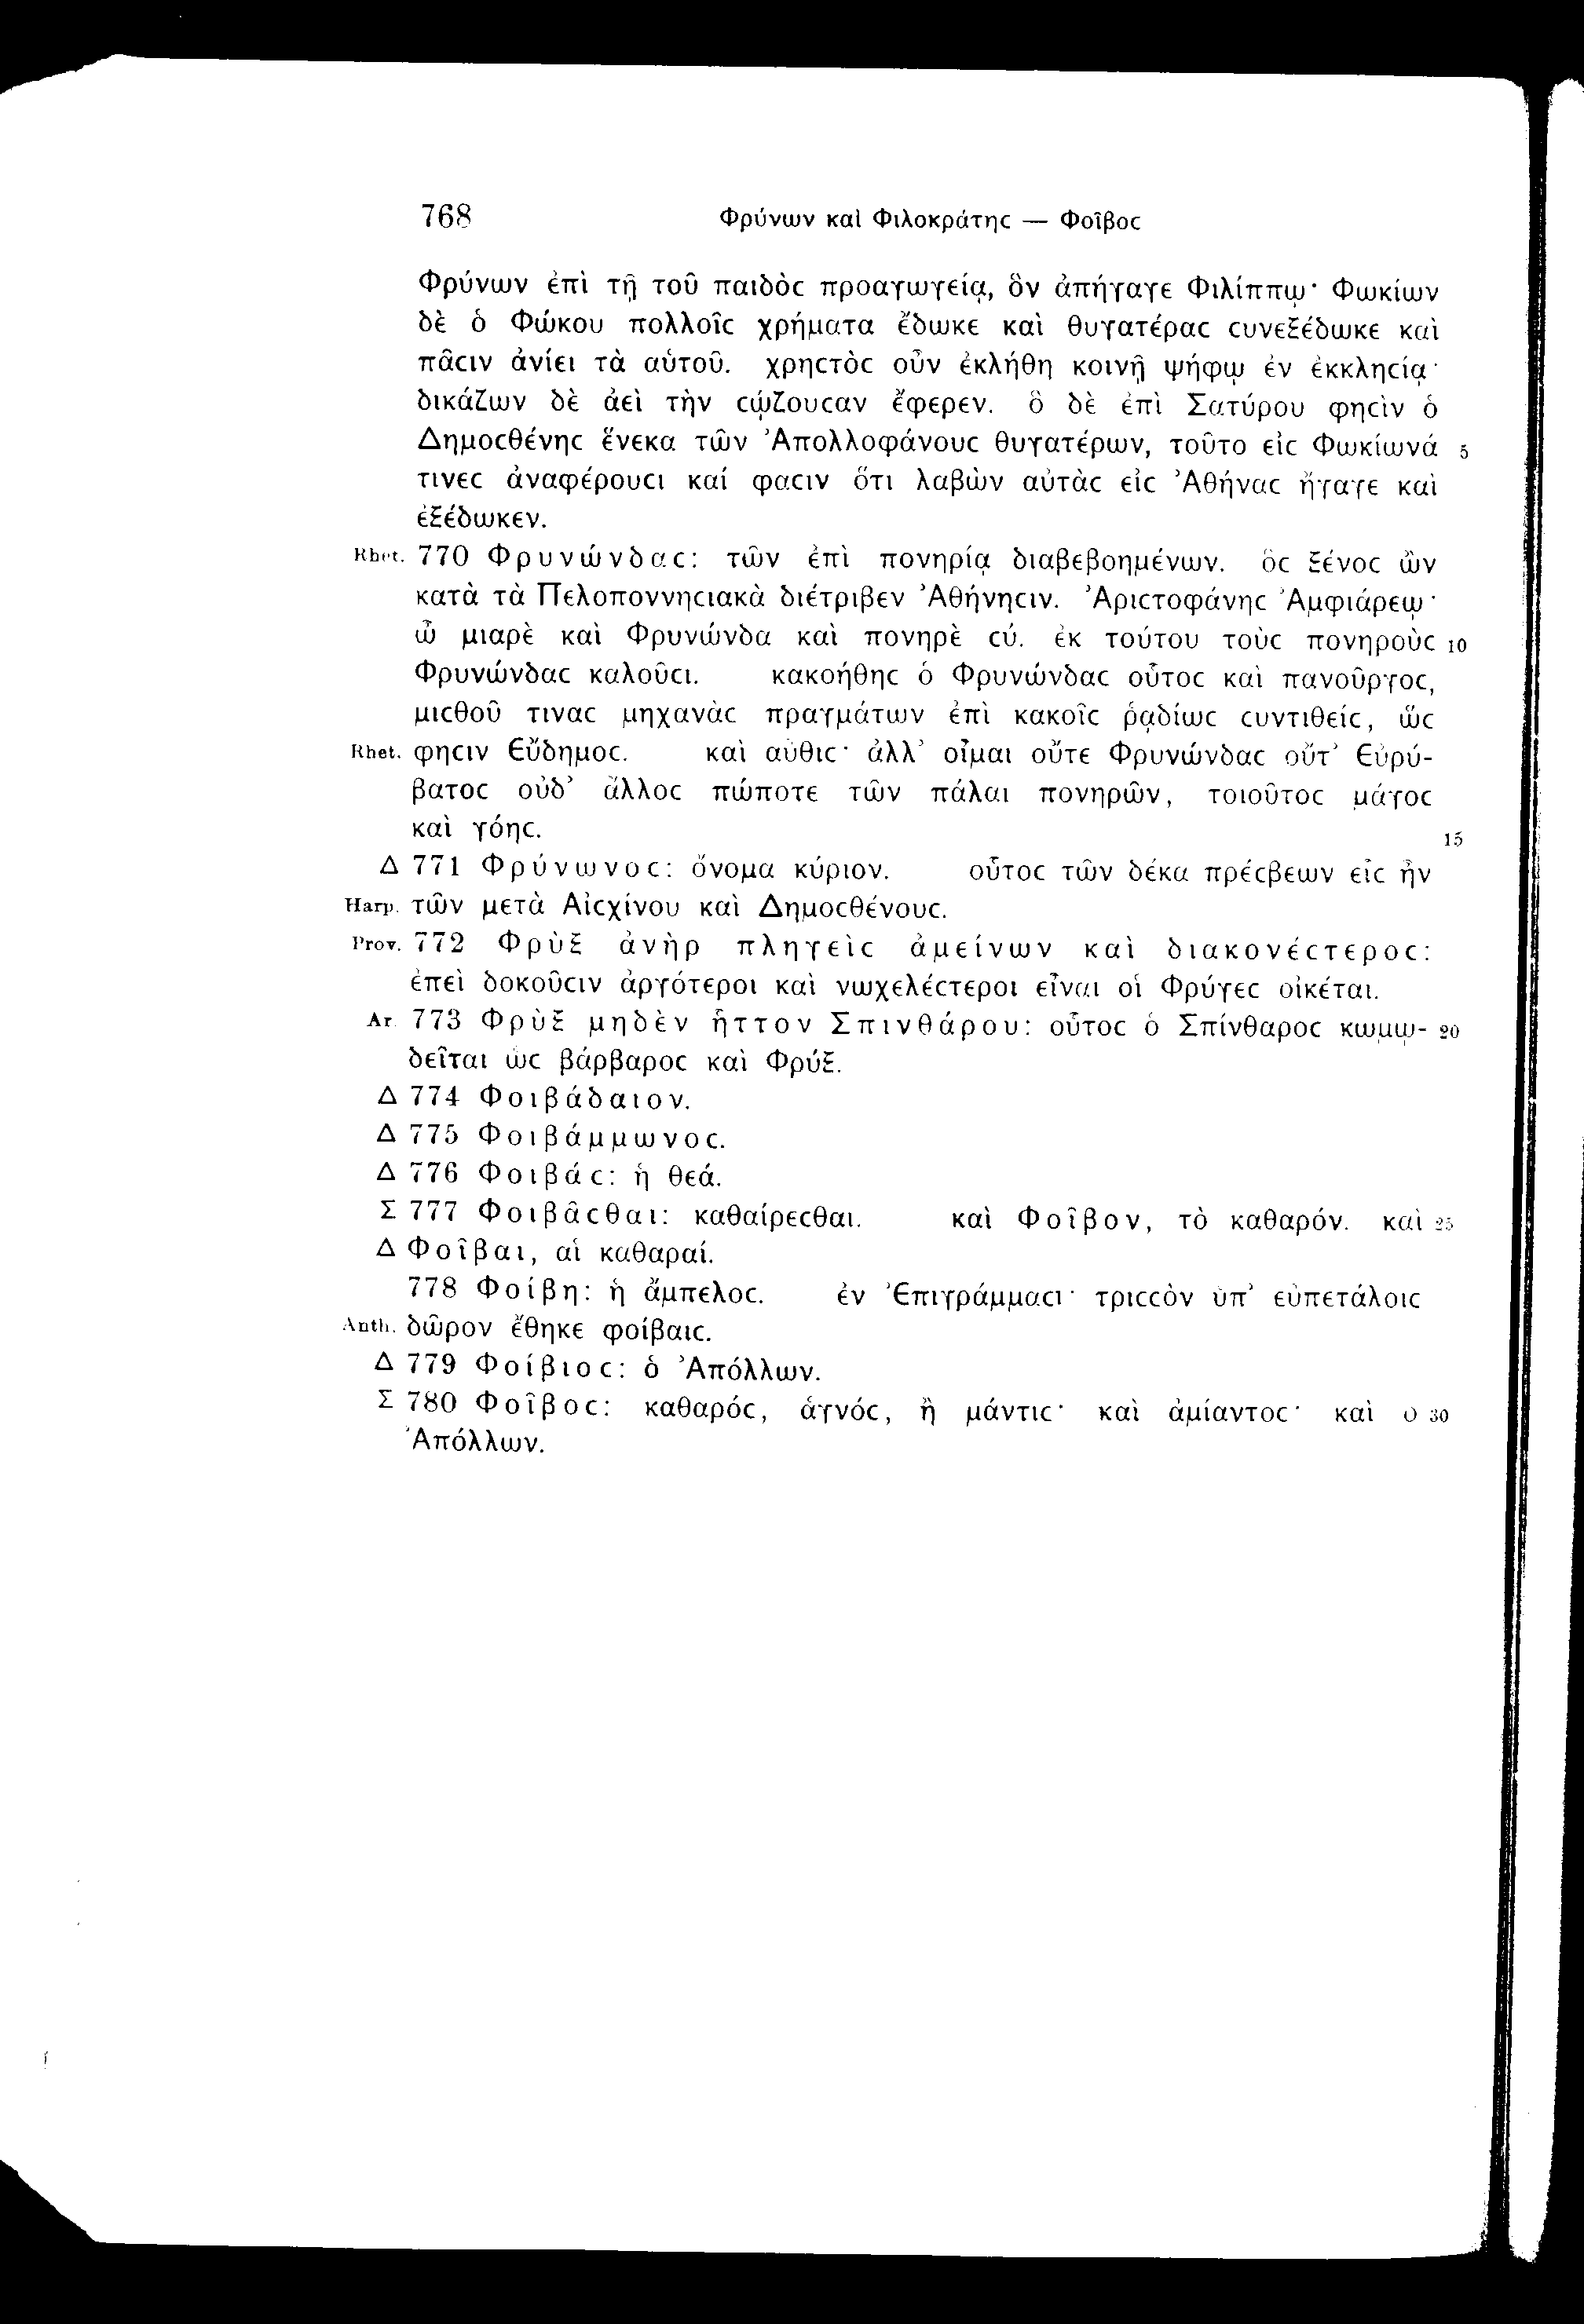 768 Φρύνων καὶ Φιλοκράτηϲ — Φοῖβοϲ
Φρύνων ἐπὶ τῇ τοῦ παιδὸϲ προαγωγείᾳ, ὃν ἀπήγαγε Φιλίππῳ· Φωκίων
δὲ ὁ Φώκου πολλοῖϲ χρήματα ἔδωκε καὶ θυγατέραϲ ϲυνεξέδωκε καὶ
πᾶϲιν ἀνίει τὰ αὑτοῦ. χρηϲτὸϲ οὖν ἐκλήθη κοινῇ ψήφῳ ἐν ἐκκληϲίᾳ·
δικάζων δὲ ἀεὶ τὴν ϲῴζουϲαν ἔφερεν. ὃ δὲ ἐπὶ Σατύρου φηϲὶν ὁ
Δημοϲθένηϲ ἕνεκα τῶν Ἀπολλοφάνουϲ θυγατέρων, τοῦτο εἰϲ Φωκίωνά 5
τινεϲ ἀναφέρουϲι καί φαϲιν ὅτι λαβὼν αὐτὰϲ εἰϲ Ἀθήναϲ ἤγαγε καὶ
ἐξέδωκεν.
Rhet. 770 Φρυνώνδαϲ: τῶν ἐπὶ πονηρίᾳ διαβεβοημένων. ὃϲ ξένοϲ ὢν
κατὰ τὰ Πελοποννηϲιακὰ διέτριβεν Ἀθήνηϲιν. Ἀριϲτοφάνηϲ Ἀμφιάρεῳ·
ὦ μιαρὲ καὶ Φρυνώνδα καὶ πονηρὲ ϲύ. ἐκ τούτου τοὺϲ πονηροὺϲ 10
Φρυνώνδαϲ καλοῦϲι. κακοήθηϲ ὁ Φρυνώνδαϲ οὗτοϲ καὶ πανοῦργοϲ,
μιϲθοῦ τιναϲ μηχανὰϲ πραγμάτων ἐπὶ κακοῖϲ ῥᾳδίωϲ ϲυντιθείϲ, ὥϲ
Rhet. φηϲιν Εὔδημοϲ. καὶ αὖθιϲ· ἀλλ’ οἶμαι οὔτε Φρυνώνδαϲ οὔτ’ Εὐρύ-
βατοϲ οὐδ’ ἄλλοϲ πώποτε τῶν πάλαι πονηρῶν, τοιοῦτοϲ μάγοϲ
καὶ γόηϲ. 15
Δ 771 Φρύνωνοϲ: ὄνομα κύριον. οὗτοϲ τῶν δέκα πρέϲβεων εἷϲ ἦν
Harp. τῶν μετὰ Αἰϲχίνου καὶ Δημοϲθένουϲ.
Prov. 772 Φρὺξ ἀνὴρ πληγεὶϲ ἀμείνων καὶ διακονέϲτεροϲ:
ἐπεὶ δοκοῦϲιν ἀργότεροι καὶ νωχελέϲτεροι εἶναι οἱ Φρύγεϲ οἰκέται.
Ar. 773 Φρὺξ μηδὲν ἧττον Σπινθάρου: οὗτοϲ ὁ Σπίνθαροϲ κωμῳ- 20
δεῖται ὡϲ βάρβαροϲ καὶ Φρύξ.
Δ 774 Φοιβάδαιον.
Δ 775 Φοιβάμμωνοϲ.
Δ 776 Φοιβάϲ: ἡ θεά.
Σ 777 Φοιβᾶϲθαι: καθαίρεϲθαι. καὶ Φοῖβον, τὸ καθαρόν. καὶ 25
Δ Φοῖβαι, αἱ καθαραί.
778 Φοίβη: ἡ ἄμπελοϲ. ἐν Ἐπιγράμμαϲι· τριϲϲὸν ὑπ’ εὐπετάλοιϲ
Anth. δῶρον ἔθηκε φοίβαιϲ.
Δ 779 Φοίβιοϲ: ὁ Ἀπόλλων.
Σ 780 Φοῖβοϲ: καθαρόϲ, ἁγνόϲ, ἢ μάντιϲ· καὶ ἀμίαντοϲ· καὶ ὁ 30
Ἀπόλλων.